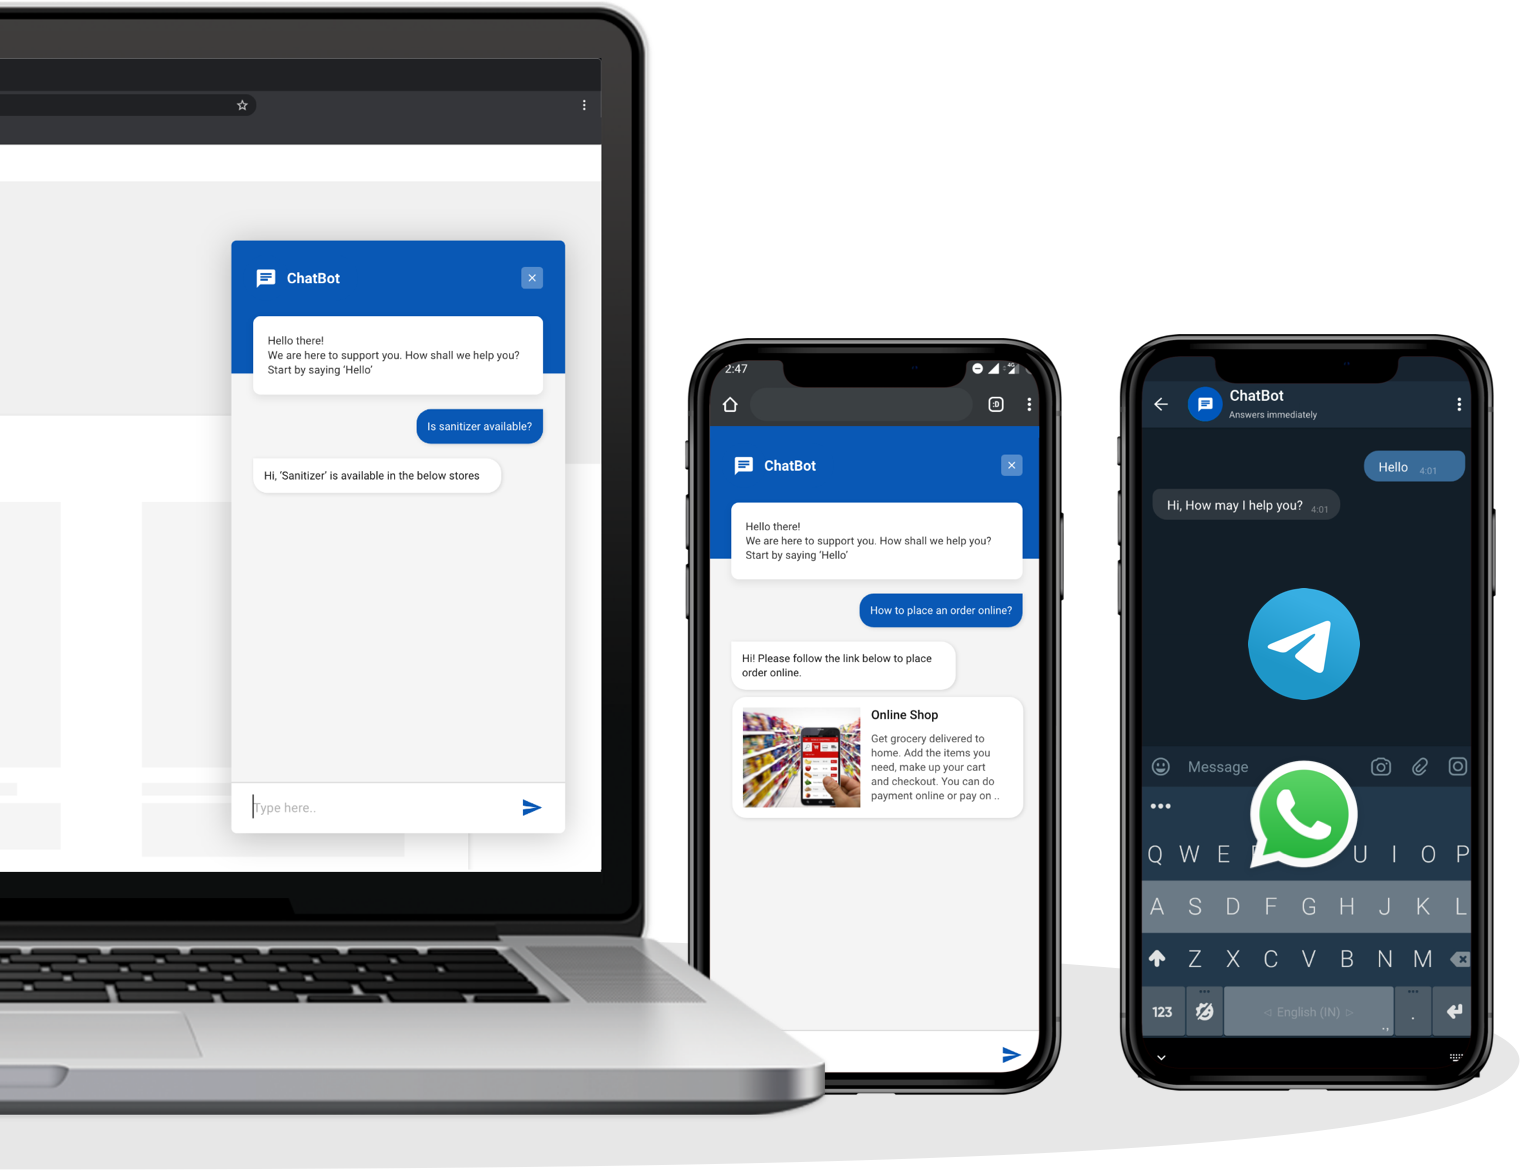 ChatBot
Hello there!
We are here to support you. How shall we help you?
Start by saying ‘Hello’
Is sanitizer available?
Hi, ‘Sanitizer’ is available in the below stores
Type here..
2:47
4G
:D
ChatBot
Hello there!
We are here to support you. How shall we help you?
Start by saying ‘Hello’
How to place an order online?
Hi! Please follow the link below to place
order online.
Online Shop
Get grocery delivered to
home. Add the items you
need, make up your cart
and checkout. You can do
payment online or pay on ..
ChatBot
Answers immediately
Hello 4:01
Hi, How may I help you? 4:01
Message
Q W E U I O P
A S D F G H J K L
Z X C V B N M
123 English (IN) .